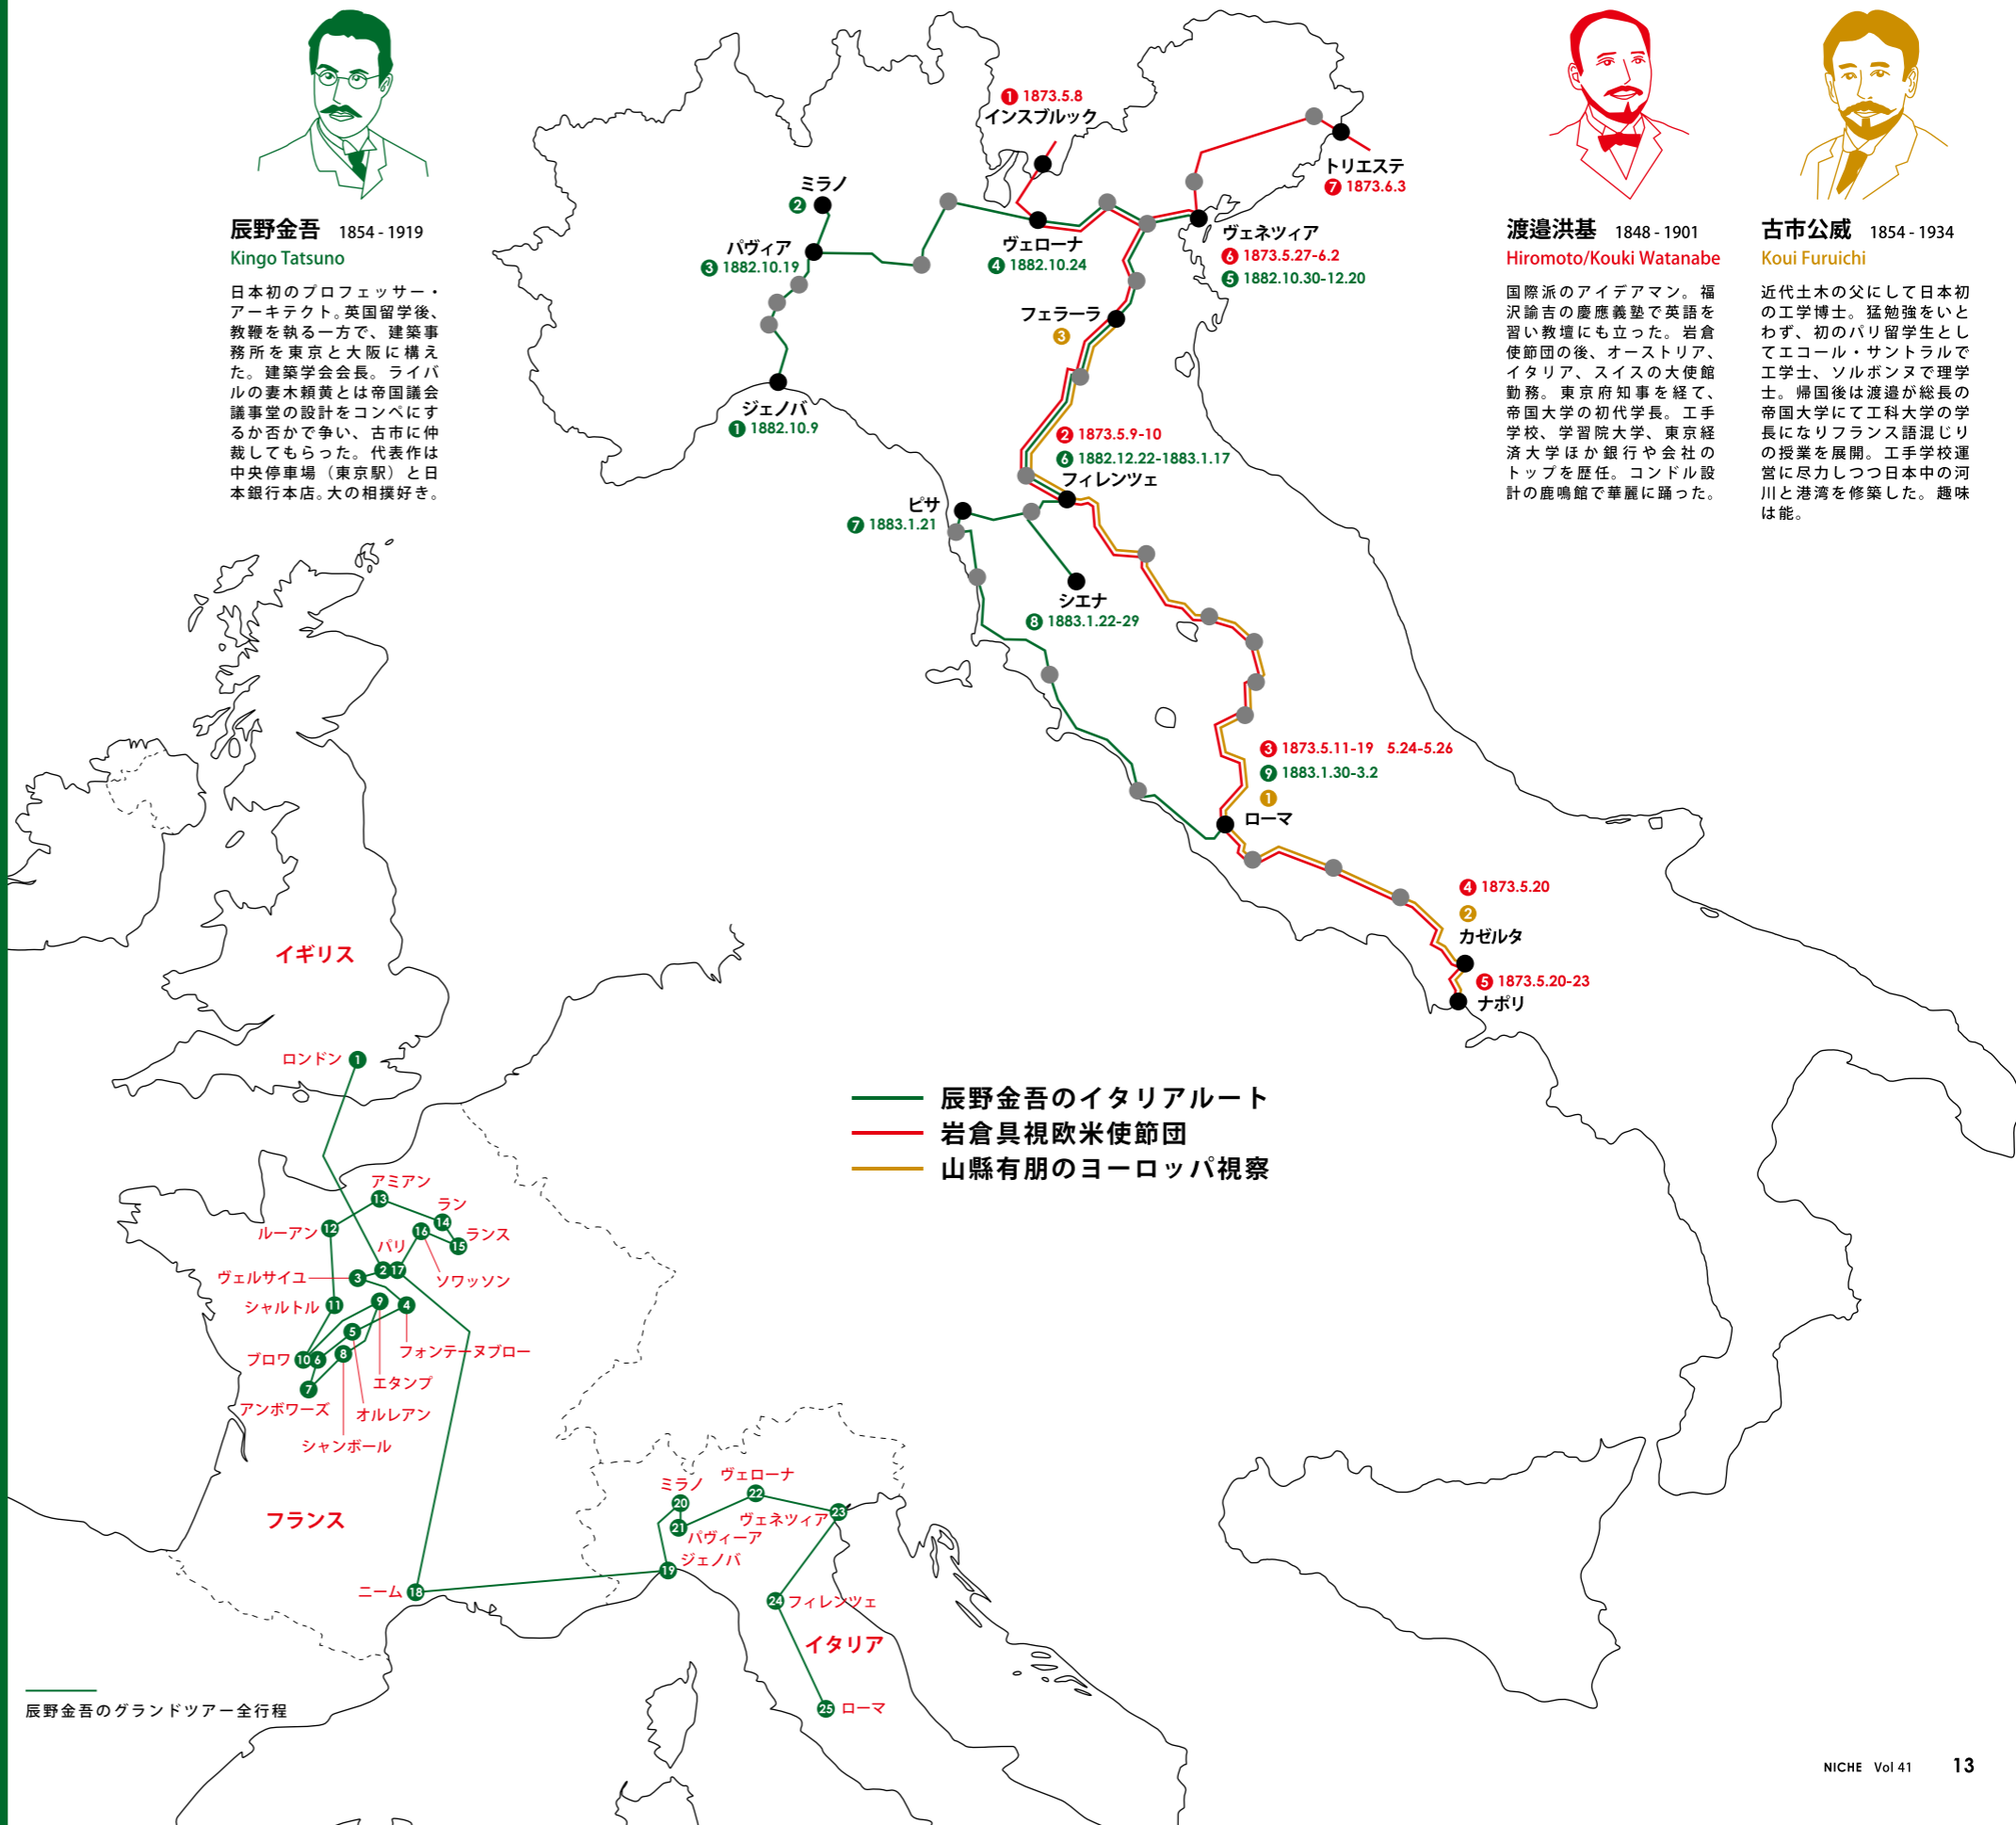 辰野金吾 1854 - 1919
Kingo Tatsuno
日本初のプロフェッサー・
アーキテクト。英国留学後、
教鞭を執る一方で、建築事
務所を東京と大阪に構え
た。建築学会会長。ライバ
ルの妻木頼黄とは帝国議会
議事堂の設計をコンペにす
るか否かで争い、古市に仲
裁してもらった。代表作は
中央停車場（東京駅）と日
本銀行本店。大の相撲好き。
渡邉洪基 1848 - 1901
Hiromoto/Kouki Watanabe
国際派のアイデアマン。福
沢諭吉の慶應義塾で英語を
習い教壇にも立った。岩倉
使節団の後、オーストリア、
イタリア、スイスの大使館
勤務。東京府知事を経て、
帝国大学の初代学長。工手
学校、学習院大学、東京経
済大学ほか銀行や会社の
トップを歴任。コンドル設
計の鹿鳴館で華麗に踊った。
古市公威 1854 - 1934
Koui Furuichi
近代土木の父にして日本初
の工学博士。猛勉強をいと
わず、初のパリ留学生とし
てエコール・サントラルで
工学士、ソルボンヌで理学
士。帰国後は渡邉が総長の
帝国大学にて工科大学の学
長になりフランス語混じり
の授業を展開。工手学校運
営に尽力しつつ日本中の河
川と港湾を修築した。趣味
は能。
1 1873.5.8
インスブルック
トリエステ
7 1873.6.3
ミラノ
2
パヴィア
3 1882.10.19
ヴェローナ
4 1882.10.24
ヴェネツィア
6 1873.5.27-6.2
5 1882.10.30-12.20
フェラーラ
3
ジェノバ
1 1882.10.9
2 1873.5.9-10
6 1882.12.22-1883.1.17
フィレンツェ
ピサ
7 1883.1.21
シエナ
8 1883.1.22-29
3 1873.5.11-19 5.24-5.26
9 1883.1.30-3.2
1
ローマ
4 1873.5.20
2
カゼルタ
5 1873.5.20-23
ナポリ
辰野金吾のイタリアルート
岩倉具視欧米使節団
山縣有朋のヨーロッパ視察
イギリス
ロンドン 1
アミアン
13
ラン
14
ルーアン 12
16
ランス
15
パリ
2 17
ヴェルサイユ 3
ソワッソン
シャルトル 11
9
4
5
フォンテーヌブロー
ブロワ 10 6
8
エタンプ
7
アンボワーズ
オルレアン
シャンボール
フランス
ミラノ
20
ヴェローナ
22
21
パヴィーア
ヴェネツィア 23
ジェノバ
19
ニーム 18
24 フィレンツェ
イタリア
25 ローマ
辰野金吾のグランドツアー全行程
NICHE Vol 41 13